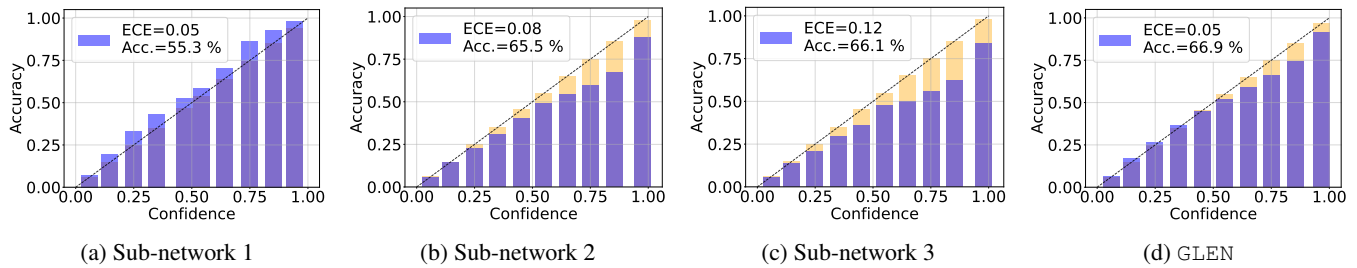 ECE=0.05
Acc.=55.3 %
1.00
0.75
0.50
0.25
0.00
Accuracy
0.00 0.25 0.50 0.75 1.00
Confidence
(a) Sub-network 1
ECE=0.08
Acc.=65.5 %
1.00
0.75
0.50
0.25
0.00
Accuracy
0.00 0.25 0.50 0.75 1.00
Confidence
(b) Sub-network 2
ECE=0.12
Acc.=66.1 %
1.00
0.75
0.50
0.25
0.00
Accuracy
0.00 0.25 0.50 0.75 1.00
Confidence
(c) Sub-network 3
ECE=0.05
Acc.=66.9 %
1.00
0.75
0.50
0.25
0.00
Accuracy
0.00 0.25 0.50 0.75 1.00
Confidence
(d) GLEN